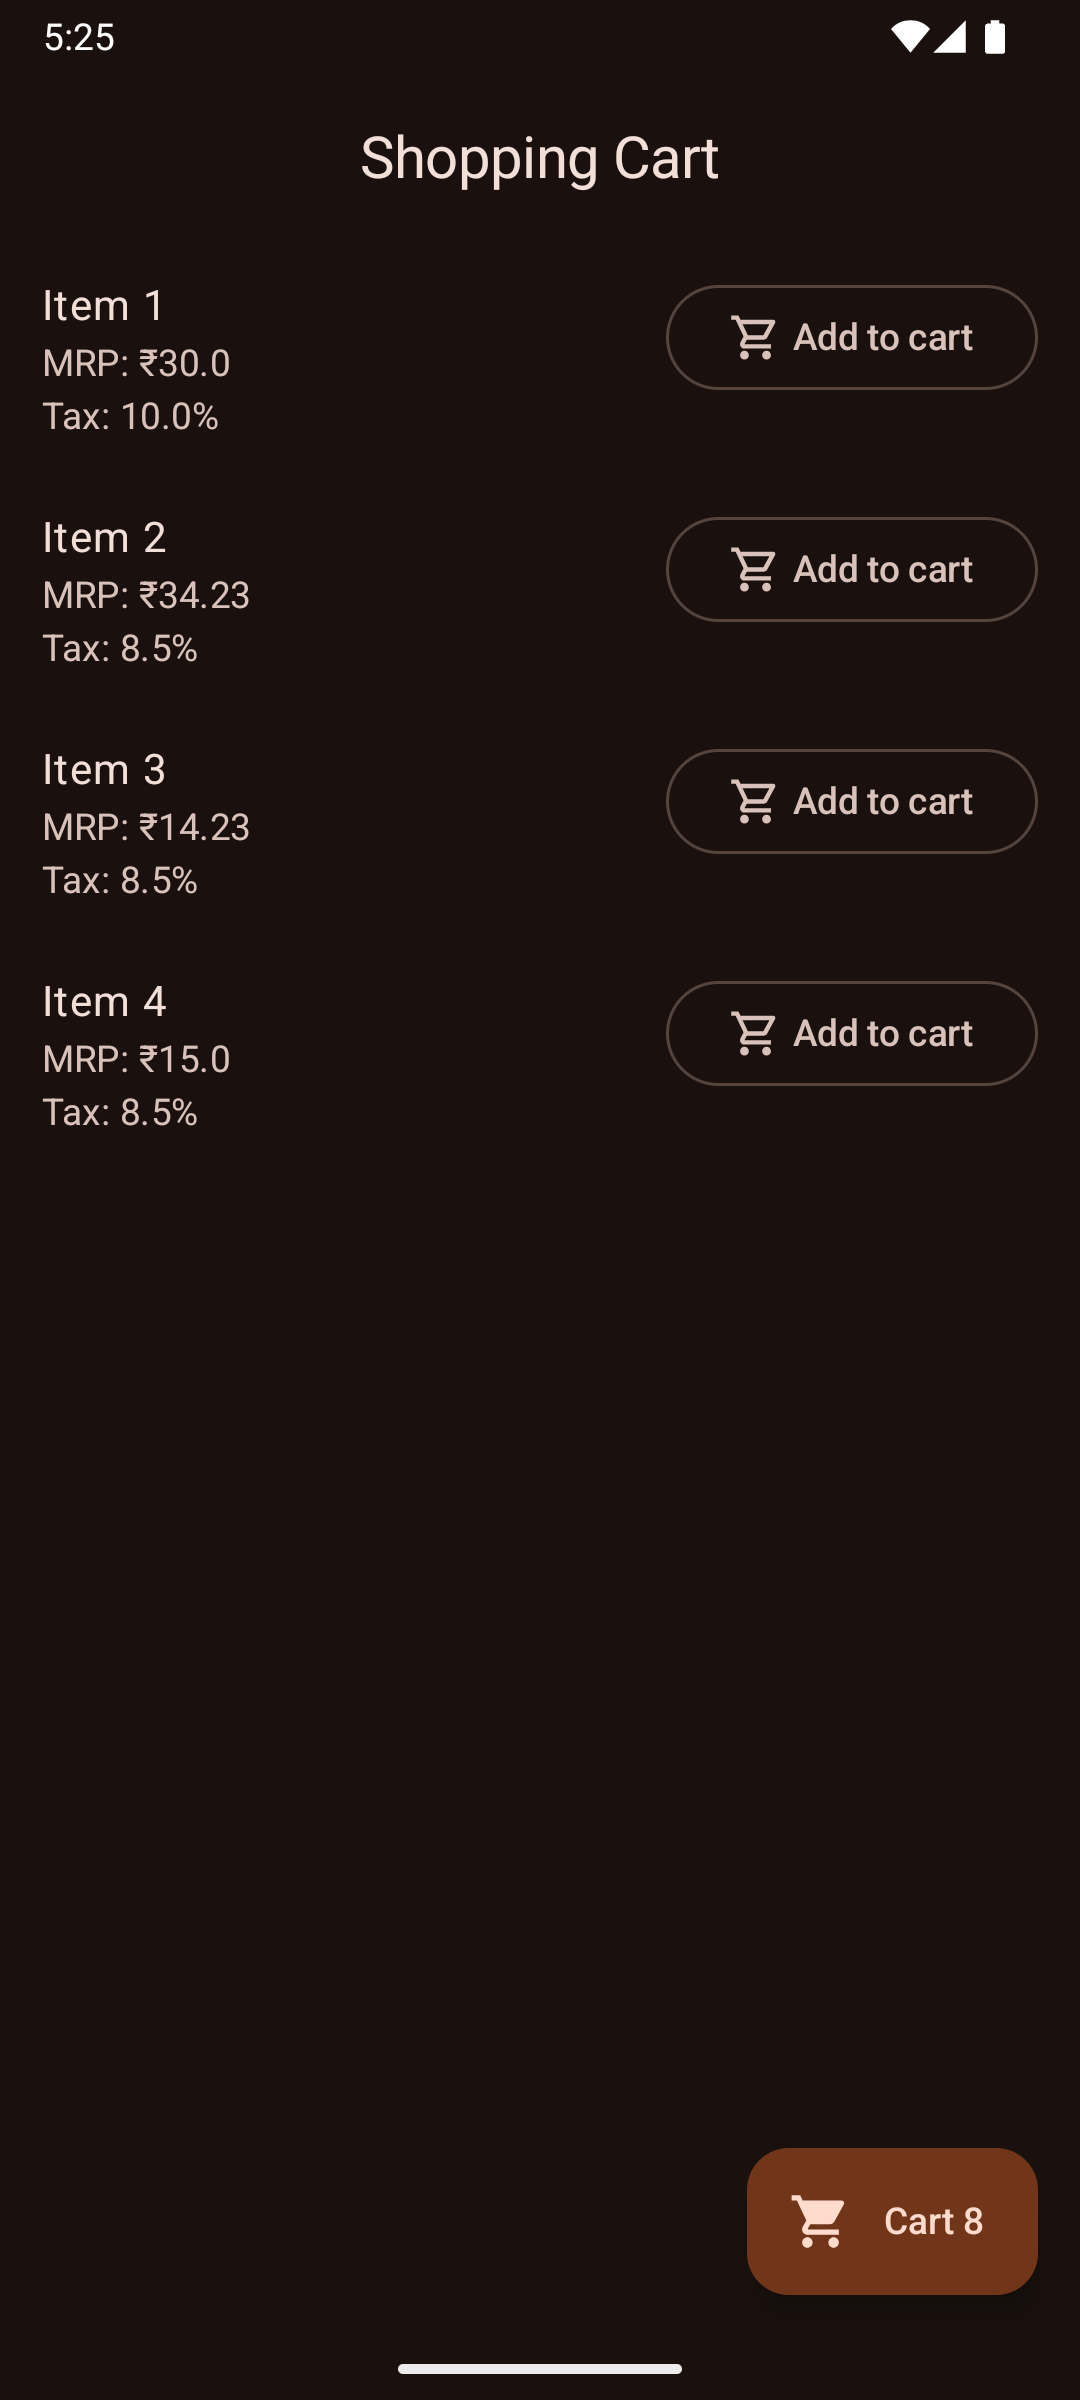 5:25
Shopping Cart
Item 1
MRP: ₹30.0
Tax: 10.0%
Add to cart
Item 2
MRP: ₹34.23
Tax: 8.5%
Add to cart
Item 3
MRP: ₹14.23
Tax: 8.5%
Add to cart
Item 4
MRP: ₹15.0
Tax: 8.5%
Add to cart
Cart 8